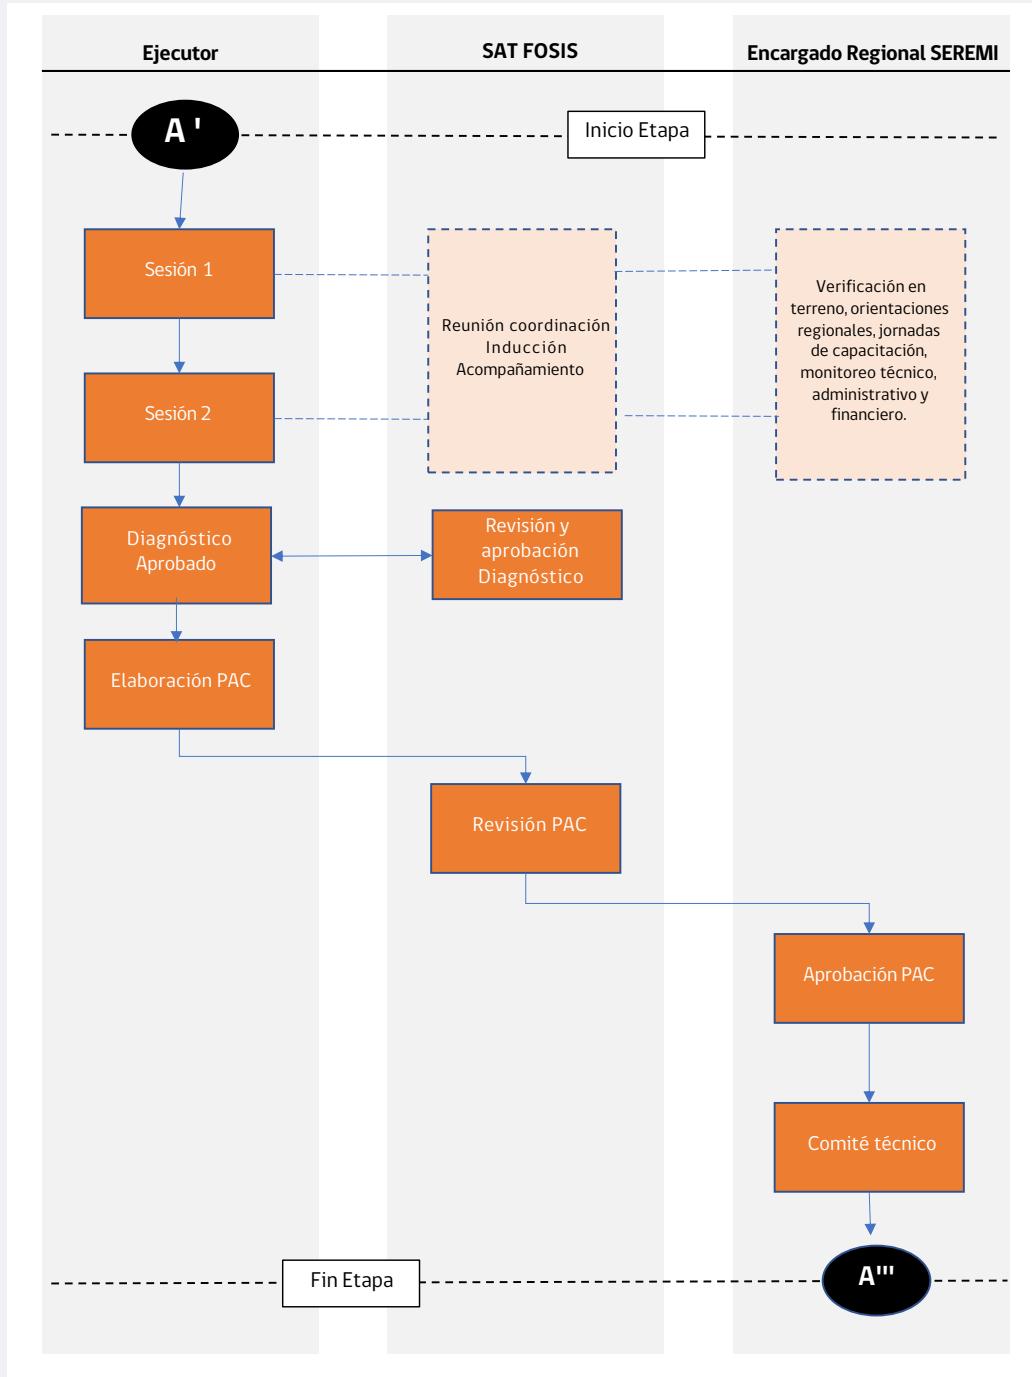 Ejecutor
SAT FOSIS
Encargado Regional SEREMI
A '
Inicio Etapa
Sesión 1
Reunión coordinación
Inducción
Acompañamiento
Verificación en
terreno, orientaciones
regionales, jornadas
de capacitación,
monitoreo técnico,
administrativo y
financiero.
Sesión 2
Diagnóstico
Aprobado
Revisión y
aprobación
Diagnóstico
Elaboración PAC
Revisión PAC
Aprobación PAC
Comité técnico
Fin Etapa
A'''